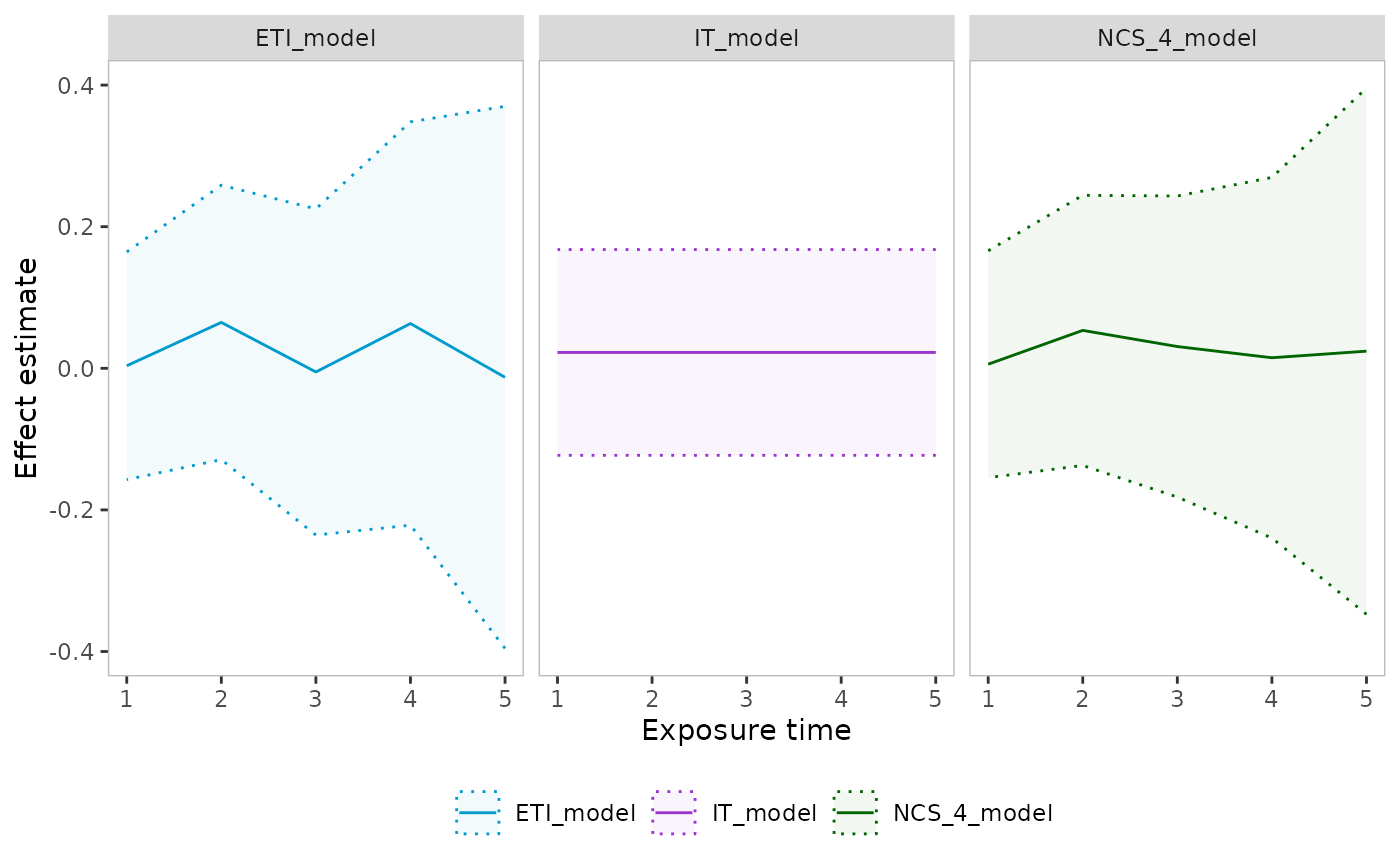 ETI_model IT_model NCS_4_model
Effect estimate
0.4
0.2
0.0
-0.2
-0.4
1 2 3 4 5 1 2 3 4 5 1 2 3 4 5
Exposure time
ETI_model IT_model NCS_4_model